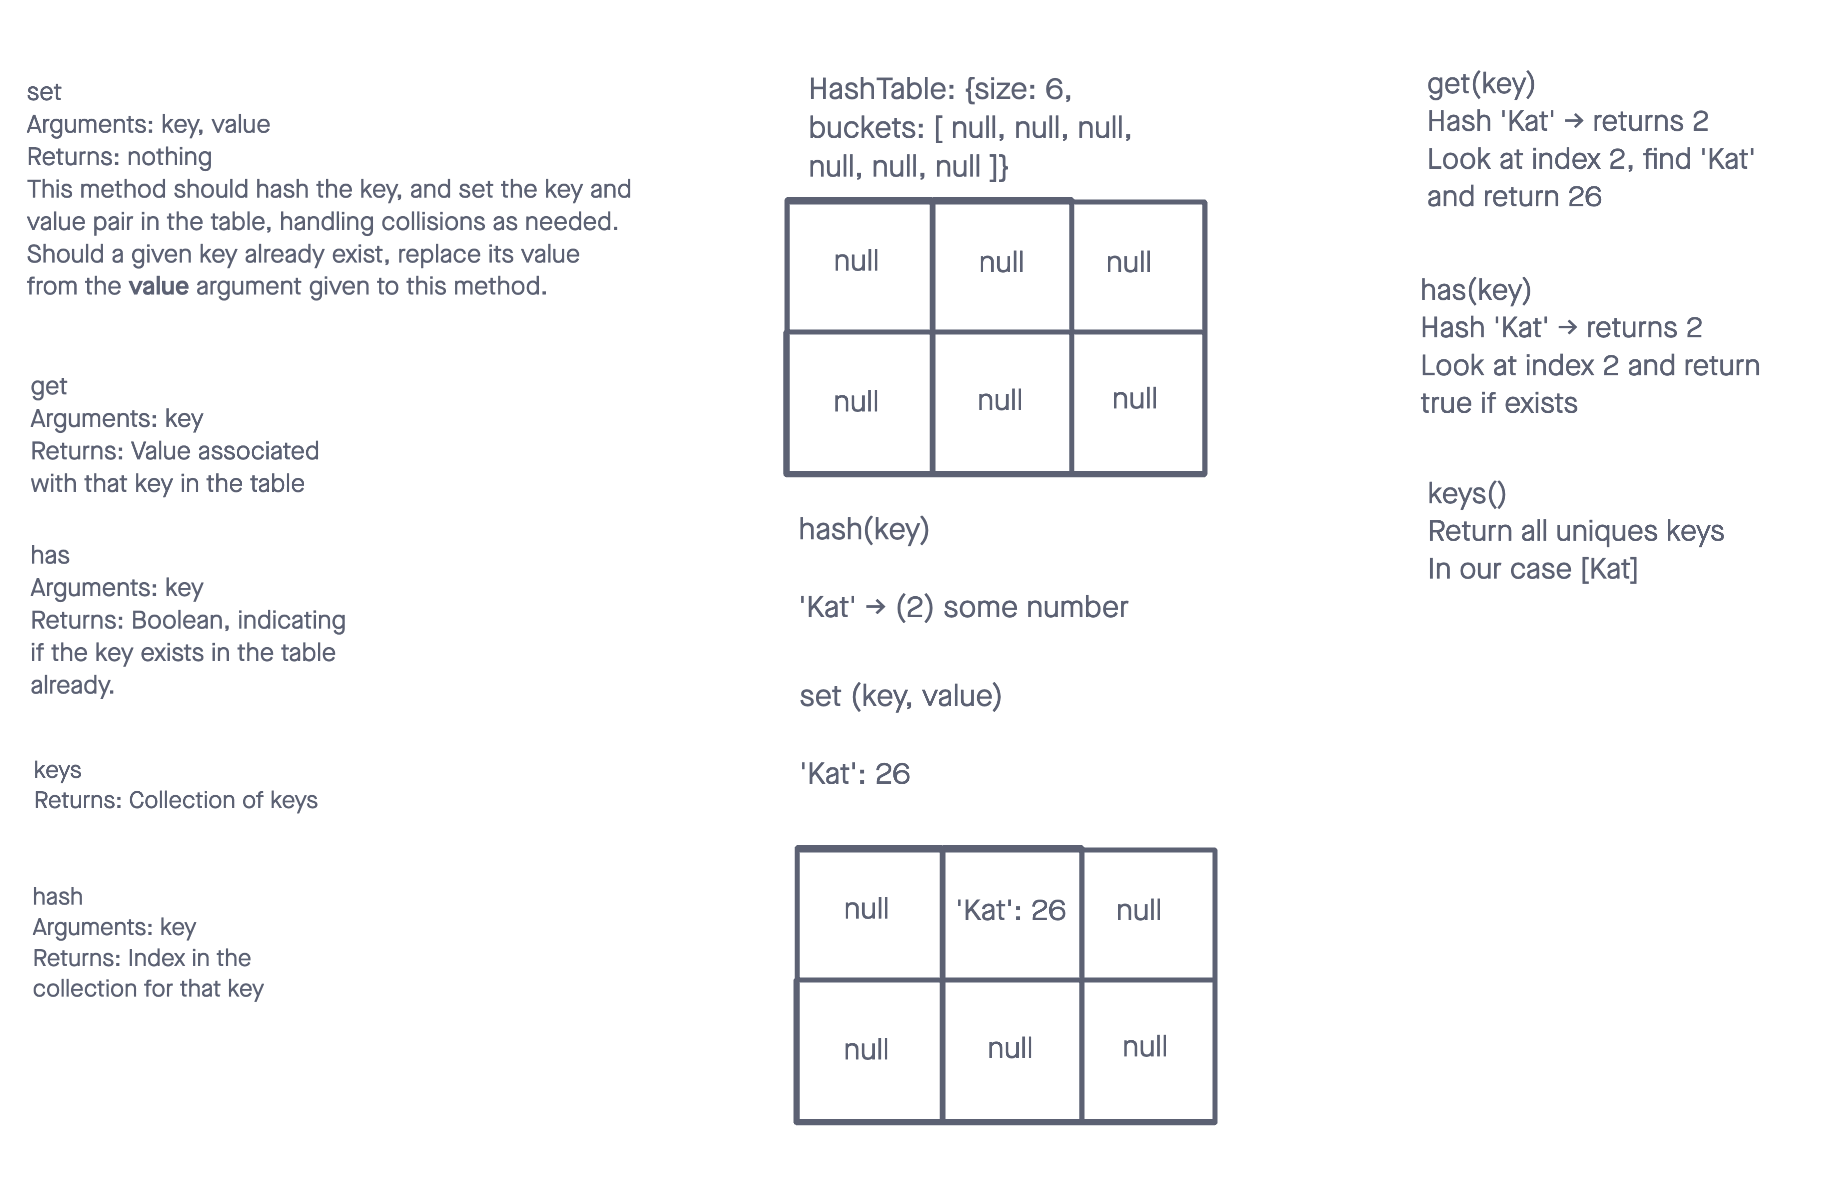 set
Arguments: key, value
Returns: nothing
This method should hash the key, and set the key and
value pair in the table, handling collisions as needed.
Should a given key already exist, replace its value
from the value argument given to this method.
get
Arguments: key
Returns: Value associated
with that key in the table
has
Arguments: key
Returns: Boolean, indicating
if the key exists in the table
already.
keys
Returns: Collection of keys
hash
Arguments: key
Returns: Index in the
collection for that key
HashTable: {size: 6,
buckets: [ null, null, null,
null, null, null ]}
null null null
null null null
hash(key)
'Kat' → (2) some number
set (key, value)
'Kat': 26
null 'Kat': 26 null
null null null
get(key)
Hash 'Kat' → returns 2
Look at index 2, find 'Kat'
and return 26
has(key)
Hash 'Kat' → returns 2
Look at index 2 and return
true if exists
keys()
Return all uniques keys
In our case [Kat]